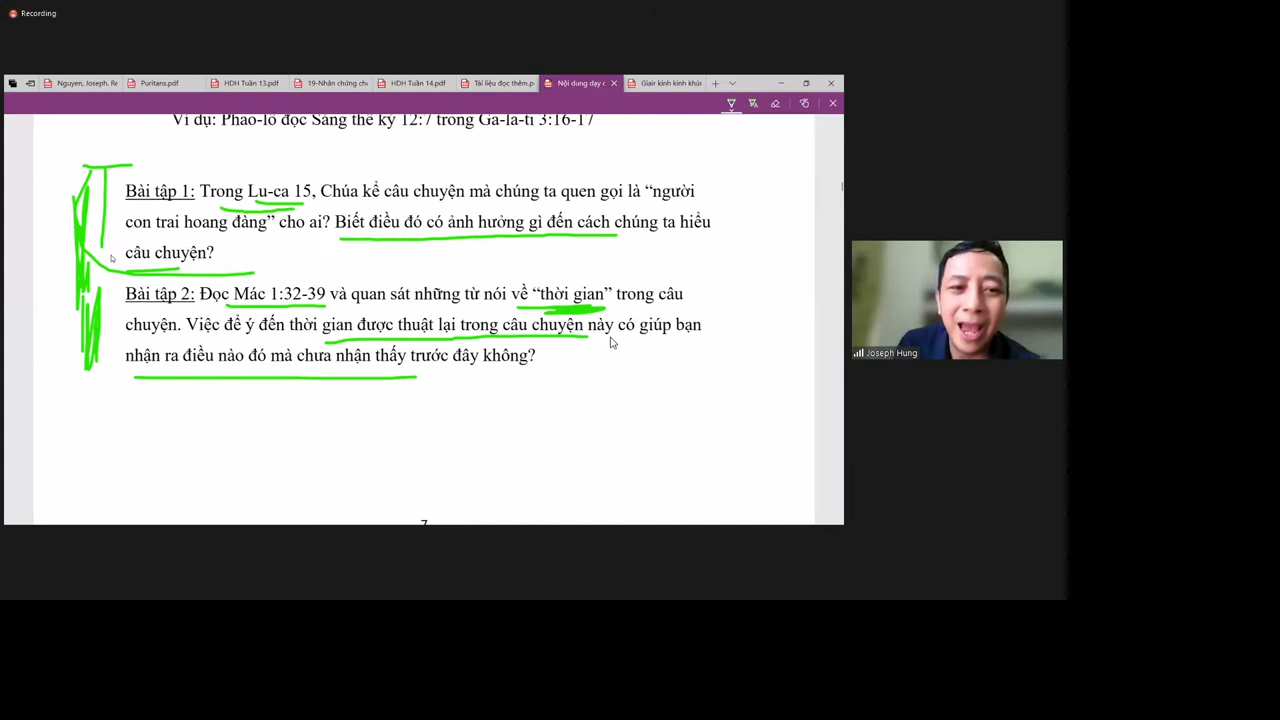 Recording
Nguyen, Joseph. Re
Puritans.pdf
HDH Tuần 13.pdf
19-Nhân chứng chc
HDH Tuần 14.pdf
Tài liệu đọc thêm.p
Nội dung dạy c
Giair kinh kinh khú
Ví dụ: Phao-lô đọc Sáng thế ký 12:7 trong Ga-la-ti 3:16-17
Bài tập 1: Trong Lu-ca 15, Chúa kể câu chuyện mà chúng ta quen gọi là “người
con trai hoang đàng” cho ai? Biết điều đó có ảnh hưởng gì đến cách chúng ta hiểu
câu chuyện?
Bài tập 2: Đọc Mác 1:32-39 và quan sát những từ nói về “thời gian” trong câu
chuyện. Việc để ý đến thời gian được thuật lại trong câu chuyện này có giúp bạn
nhận ra điều nào đó mà chưa nhận thấy trước đây không?
7
Joseph Hung